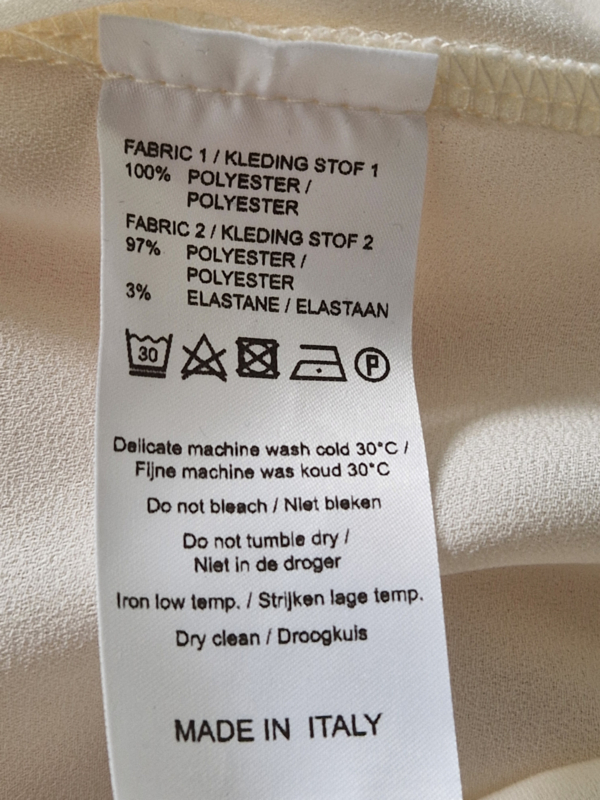 FABRIC 1 / KLEDING STOF 1
100% POLYESTER /
POLYESTER
FABRIC 2 / KLEDING STOF 2
97% POLYESTER /
POLYESTER
3% ELASTANE / ELASTAAN
30 P
Delicate machine wash cold 30°C /
Fijne machine was koud 30°C
Do not bleach / Niet bleken
Do not tumble dry /
Niet in de droger
Iron low temp. / Strijken lage temp.
Dry clean / Droogkuis
MADE IN ITALY